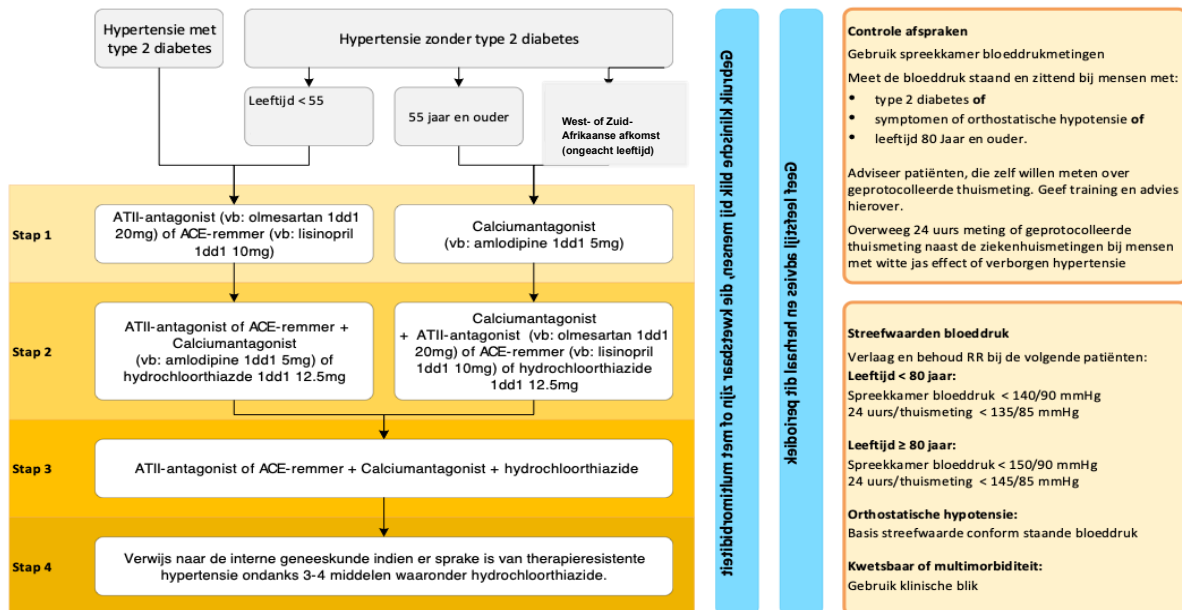 Hypertensie met
type 2 diabetes
Hypertensie zonder type 2 diabetes
Leeftijd < 55
55 jaar en ouder
West- of Zuid-
Afrikaanse afkomst
(ongeacht leeftijd)
Stap 1
ATII-antagonist (vb: olmesartan 1dd1
20mg) of ACE-remmer (vb: lisinopril
1dd1 10mg)
Calciumantagonist
(vb: amlodipine 1dd1 5mg)
Stap 2
ATII-antagonist of ACE-remmer +
Calciumantagonist
(vb: amlodipine 1dd1 5mg) of
hydrochloorthiazde 1dd1 12.5mg
Calciumantagonist
+ ATII-antagonist (vb: olmesartan 1dd1
20mg) of ACE-remmer (vb: lisinopril
1dd1 10mg) of hydrochloorthiazide
1dd1 12.5mg
Stap 3
ATII-antagonist of ACE-remmer + Calciumantagonist + hydrochloorthiazide
Stap 4
Verwijs naar de interne geneeskunde indien er sprake is van therapieresistente
hypertensie ondanks 3-4 middelen waaronder hydrochloorthiazide.
Gebruik klinische blik bij mensen, die kwetsbaar zijn of met multimorbiditeit
Geef leefstijl advies en herhaal dit periodiek
Controle afspraken
Gebruik spreekkamer bloeddrukmetingen
Meet de bloeddruk staand en zittend bij mensen met:
• type 2 diabetes of
• symptomen of orthostatische hypotensie of
• leeftijd 80 Jaar en ouder.
Adviseer patiënten, die zelf willen meten over
geprotocolleerde thuismeting. Geef training en advies
hierover.
Overweeg 24 uurs meting of geprotocolleerde
thuismeting naast de ziekenhuismetingen bij mensen
met witte jas effect of verborgen hypertensie
Streefwaarden bloeddruk
Verlaag en behoud RR bij de volgende patiënten:
Leeftijd < 80 jaar:
Spreekkamer bloeddruk < 140/90 mmHg
24 uurs/thuismeting < 135/85 mmHg
Leeftijd ≥ 80 jaar:
Spreekkamer bloeddruk < 150/90 mmHg
24 uurs/thuismeting < 145/85 mmHg
Orthostatische hypotensie:
Basis streefwaarde conform staande bloeddruk
Kwetsbaar of multimorbiditeit:
Gebruik klinische blik